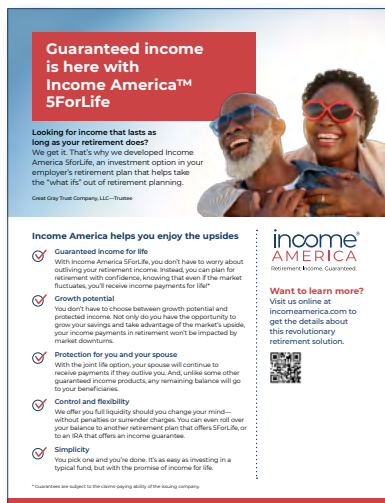 Guaranteed income
is here with
Income America™
5ForLife
Looking for income that lasts as
long as your retirement does?
We get it. That's why we developed Income
America 5forLife, an investment option in your
employer's retirement plan that helps take
the "what ifs" out of retirement planning.
Great Gray Trust Company, LLC—Trustee
Income America helps you enjoy the upsides
Guaranteed income for life
With Income America 5ForLife, you don't have to worry about
outliving your retirement income. Instead, you can plan for
retirement with confidence, knowing that even if the market
fluctuates, you'll receive income payments for life!*
Growth potential
You don't have to choose between growth potential and
protected income. Not only do you have the opportunity to
grow your savings and take advantage of the market's upside,
your income payments in retirement won't be impacted by
market downturns.
Protection for you and your spouse
With the joint life option, your spouse will continue to
receive payments if they outlive you. And, unlike some other
guaranteed income products, any remaining balance will go
to your beneficiaries.
Control and flexibility
We offer you full liquidity should you change your mind—
without penalties or surrender charges. You can even roll over
your balance to another retirement plan that offers 5ForLife, or
to an IRA that offers an income guarantee.
Simplicity
You pick one and you're done. It's as easy as investing in a
typical fund, but with the promise of income for life.
* Guarantees are subject to the claims-paying ability of the issuing company.
income®
AMERICA
Retirement Income. Guaranteed.
Want to learn more?
Visit us online at
incomeamerica.com to
get the details about
this revolutionary
retirement solution.